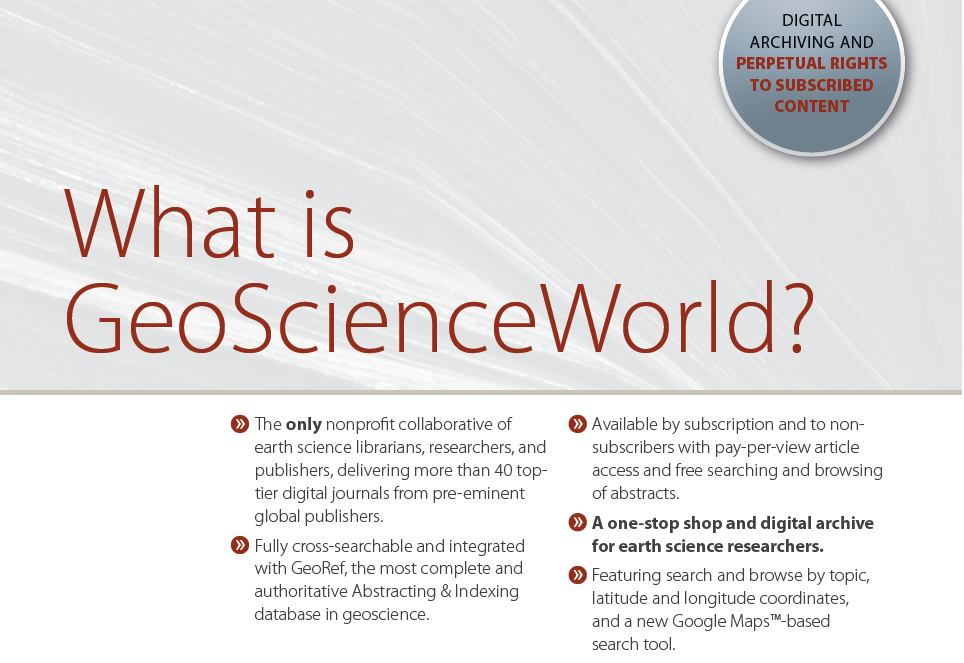 DIGITAL
ARCHIVING AND
PERPETUAL RIGHTS
TO SUBSCRIBED
CONTENT
What is
GeoScienceWorld?
The only nonprofit collaborative of
earth science librarians, researchers, and
publishers, delivering more than 40 top-
tier digital journals from pre-eminent
global publishers.
Fully cross-searchable and integrated
with GeoRef, the most complete and
authoritative Abstracting & Indexing
database in geoscience.
Available by subscription and to non-
subscribers with pay-per-view article
access and free searching and browsing
of abstracts.
A one-stop shop and digital archive
for earth science researchers.
Featuring search and browse by topic,
latitude and longitude coordinates,
and a new Google Maps™-based
search tool.